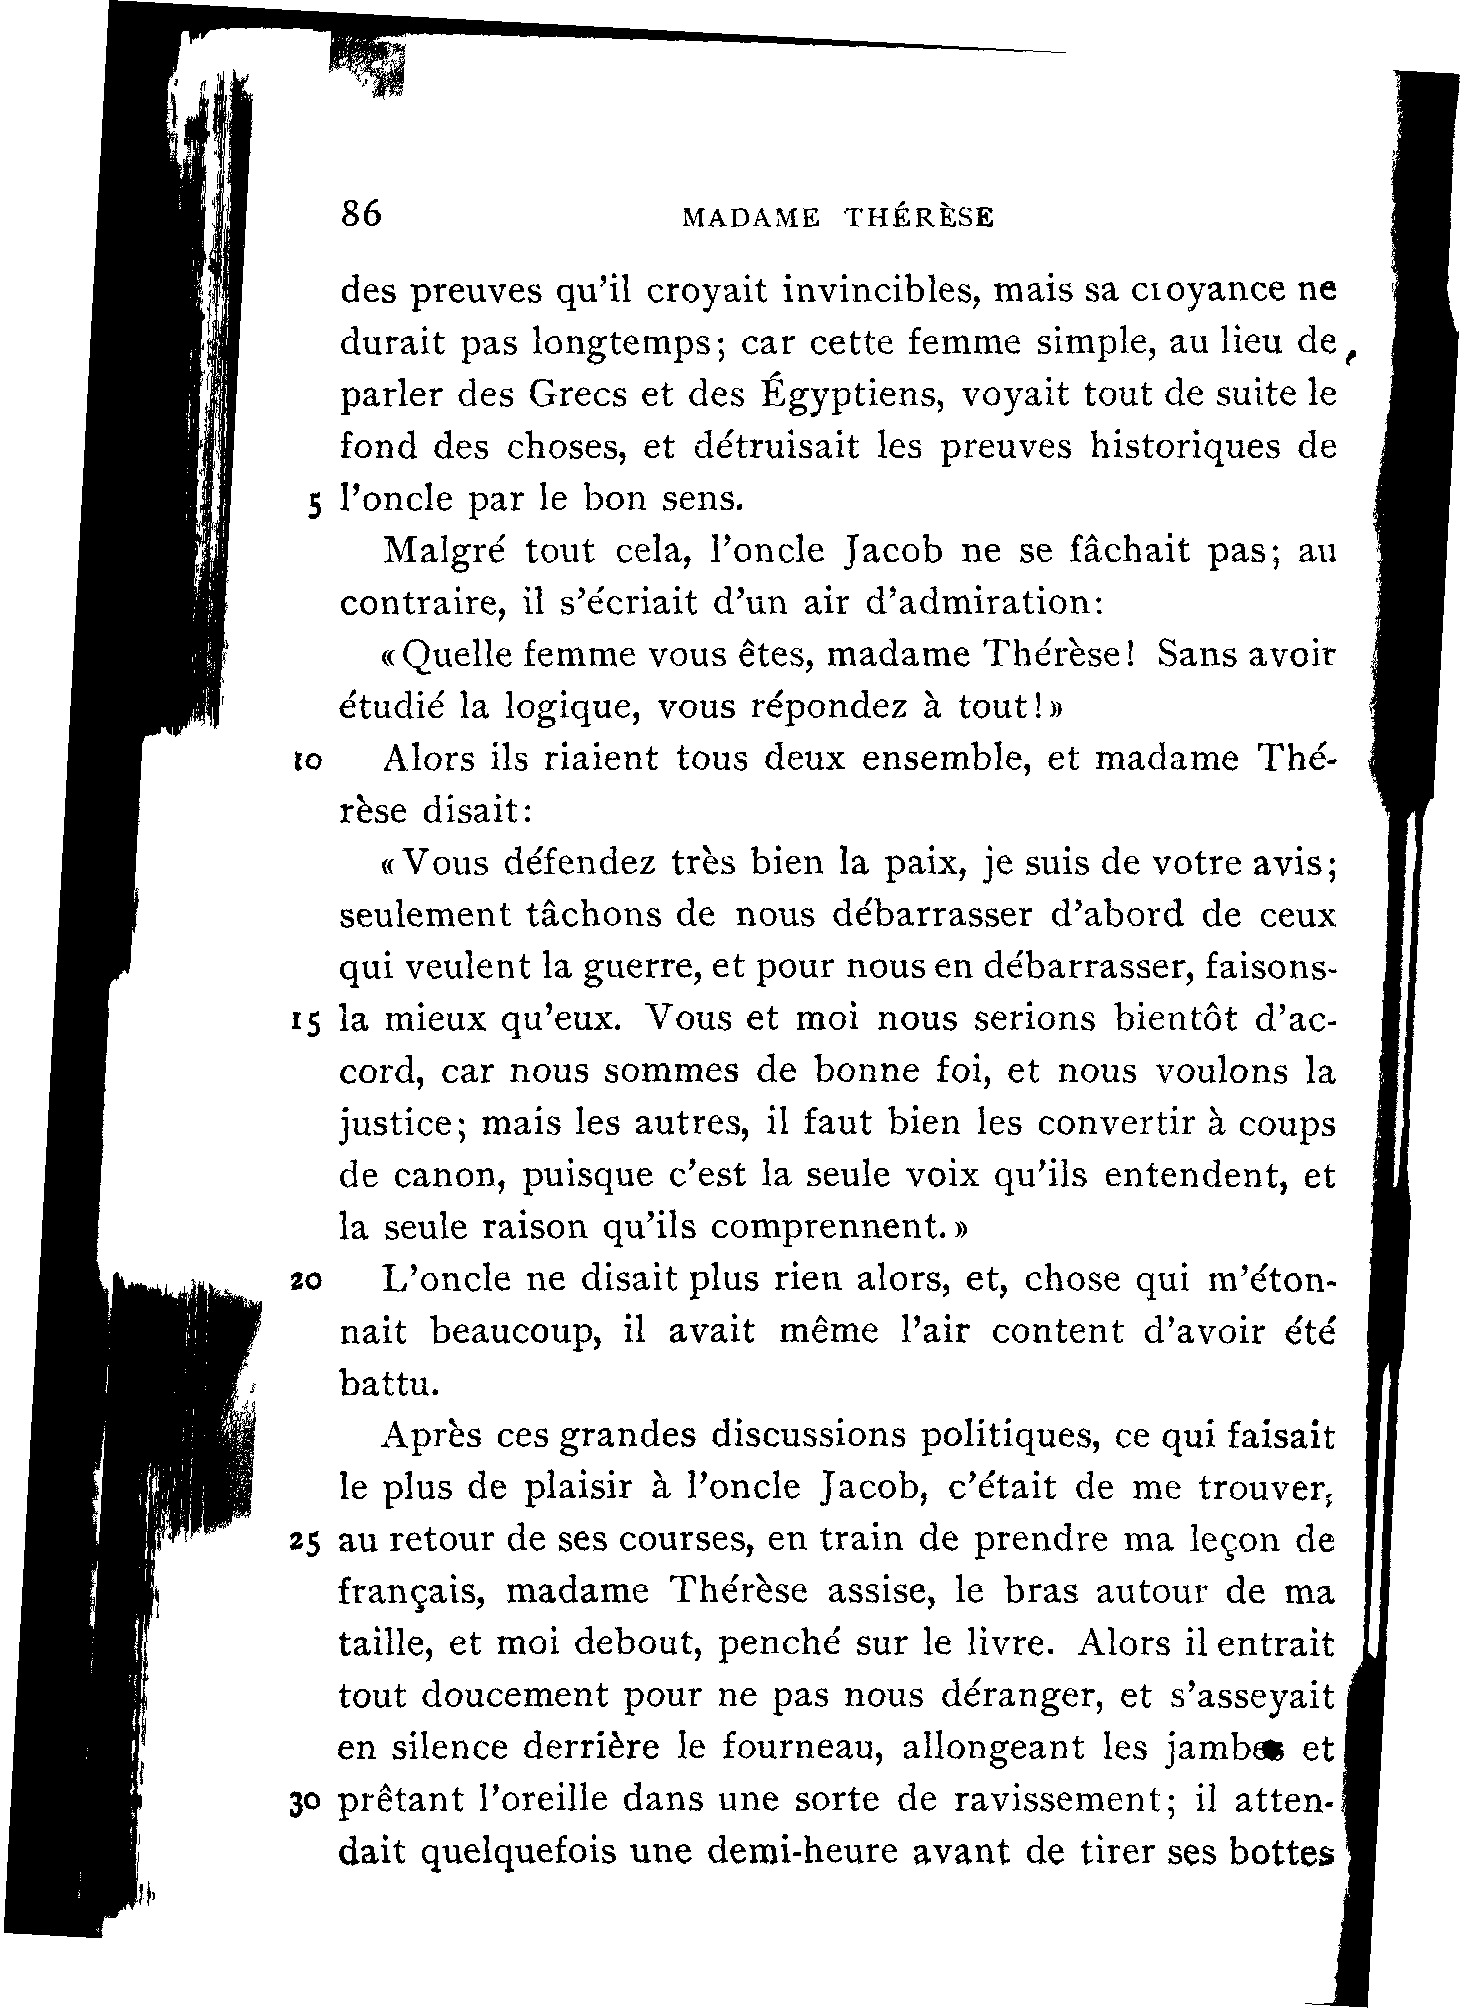 86 MADAME THÉRÈSE
des preuves qu'il croyait invincibles, mais sa croyance ne
durait pas longtemps; car cette femme simple, au lieu de
parler des Grecs et des Égyptiens, voyait tout de suite le
fond des choses, et détruisait les preuves historiques de
5 l'oncle par le bon sens.
Malgré tout cela, l'oncle Jacob ne se fâchait pas; au
contraire, il s'écriait d'un air d'admiration:
« Quelle femme vous êtes, madame Thérèse! Sans avoir
étudié la logique, vous répondez à tout! »
10 Alors ils riaient tous deux ensemble, et madame Thé-
rèse disait:
« Vous défendez très bien la paix, je suis de votre avis;
seulement tâchons de nous débarrasser d'abord de ceux
qui veulent la guerre, et pour nous en débarrasser, faisons-
15 la mieux qu'eux. Vous et moi nous serions bientôt d'ac-
cord, car nous sommes de bonne foi, et nous voulons la
justice; mais les autres, il faut bien les convertir à coups
de canon, puisque c'est la seule voix qu'ils entendent, et
la seule raison qu'ils comprennent. »
20 L'oncle ne disait plus rien alors, et, chose qui m'éton-
nait beaucoup, il avait même l'air content d'avoir été
battu.
Après ces grandes discussions politiques, ce qui faisait
le plus de plaisir à l'oncle Jacob, c'était de me trouver,
25 au retour de ses courses, en train de prendre ma leçon de
français, madame Thérèse assise, le bras autour de ma
taille, et moi debout, penché sur le livre. Alors il entrait
tout doucement pour ne pas nous déranger, et s'asseyait
en silence derrière le fourneau, allongeant les jambes et
30 prêtant l'oreille dans une sorte de ravissement; il atten-
dait quelquefois une demi-heure avant de tirer ses bottes